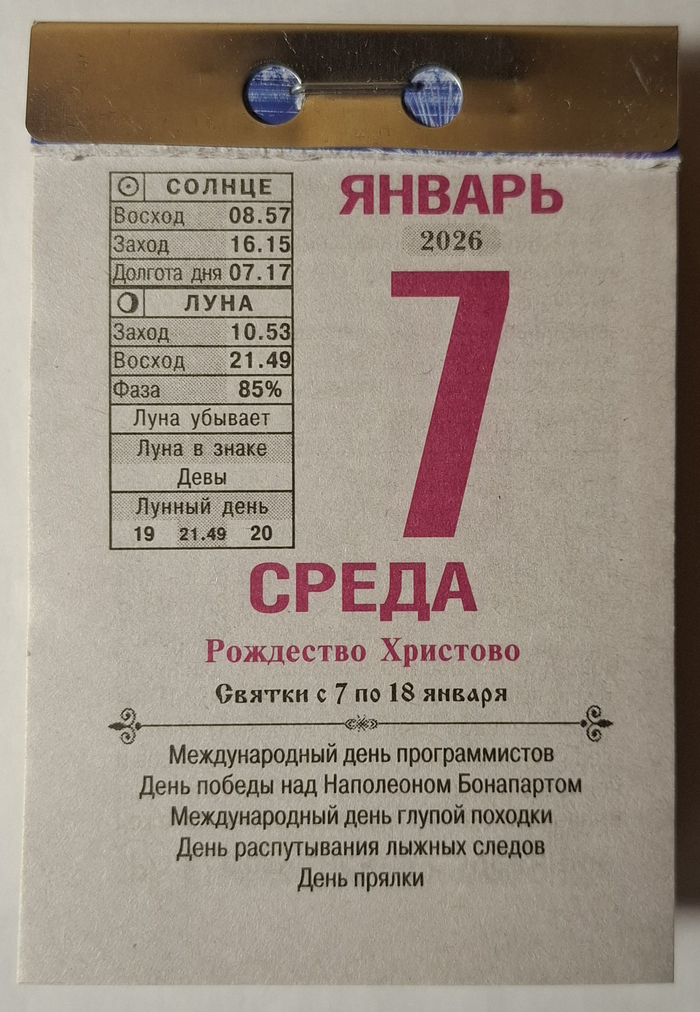 СОЛНЦЕ
Восход 08.57
Заход 16.15
Долгота дня 07.17
ЛУНА
Заход 10.53
Восход 21.49
Фаза 85%
Луна убывает
Луна в знаке
Девы
Лунный день
19 21.49 20
ЯНВАРЬ
2026
7
СРЕДА
Рождество Христово
Святки с 7 по 18 января
Международный день программистов
День победы над Наполеоном Бонапартом
Международный день глупой походки
День распутывания лыжных следов
День прялки